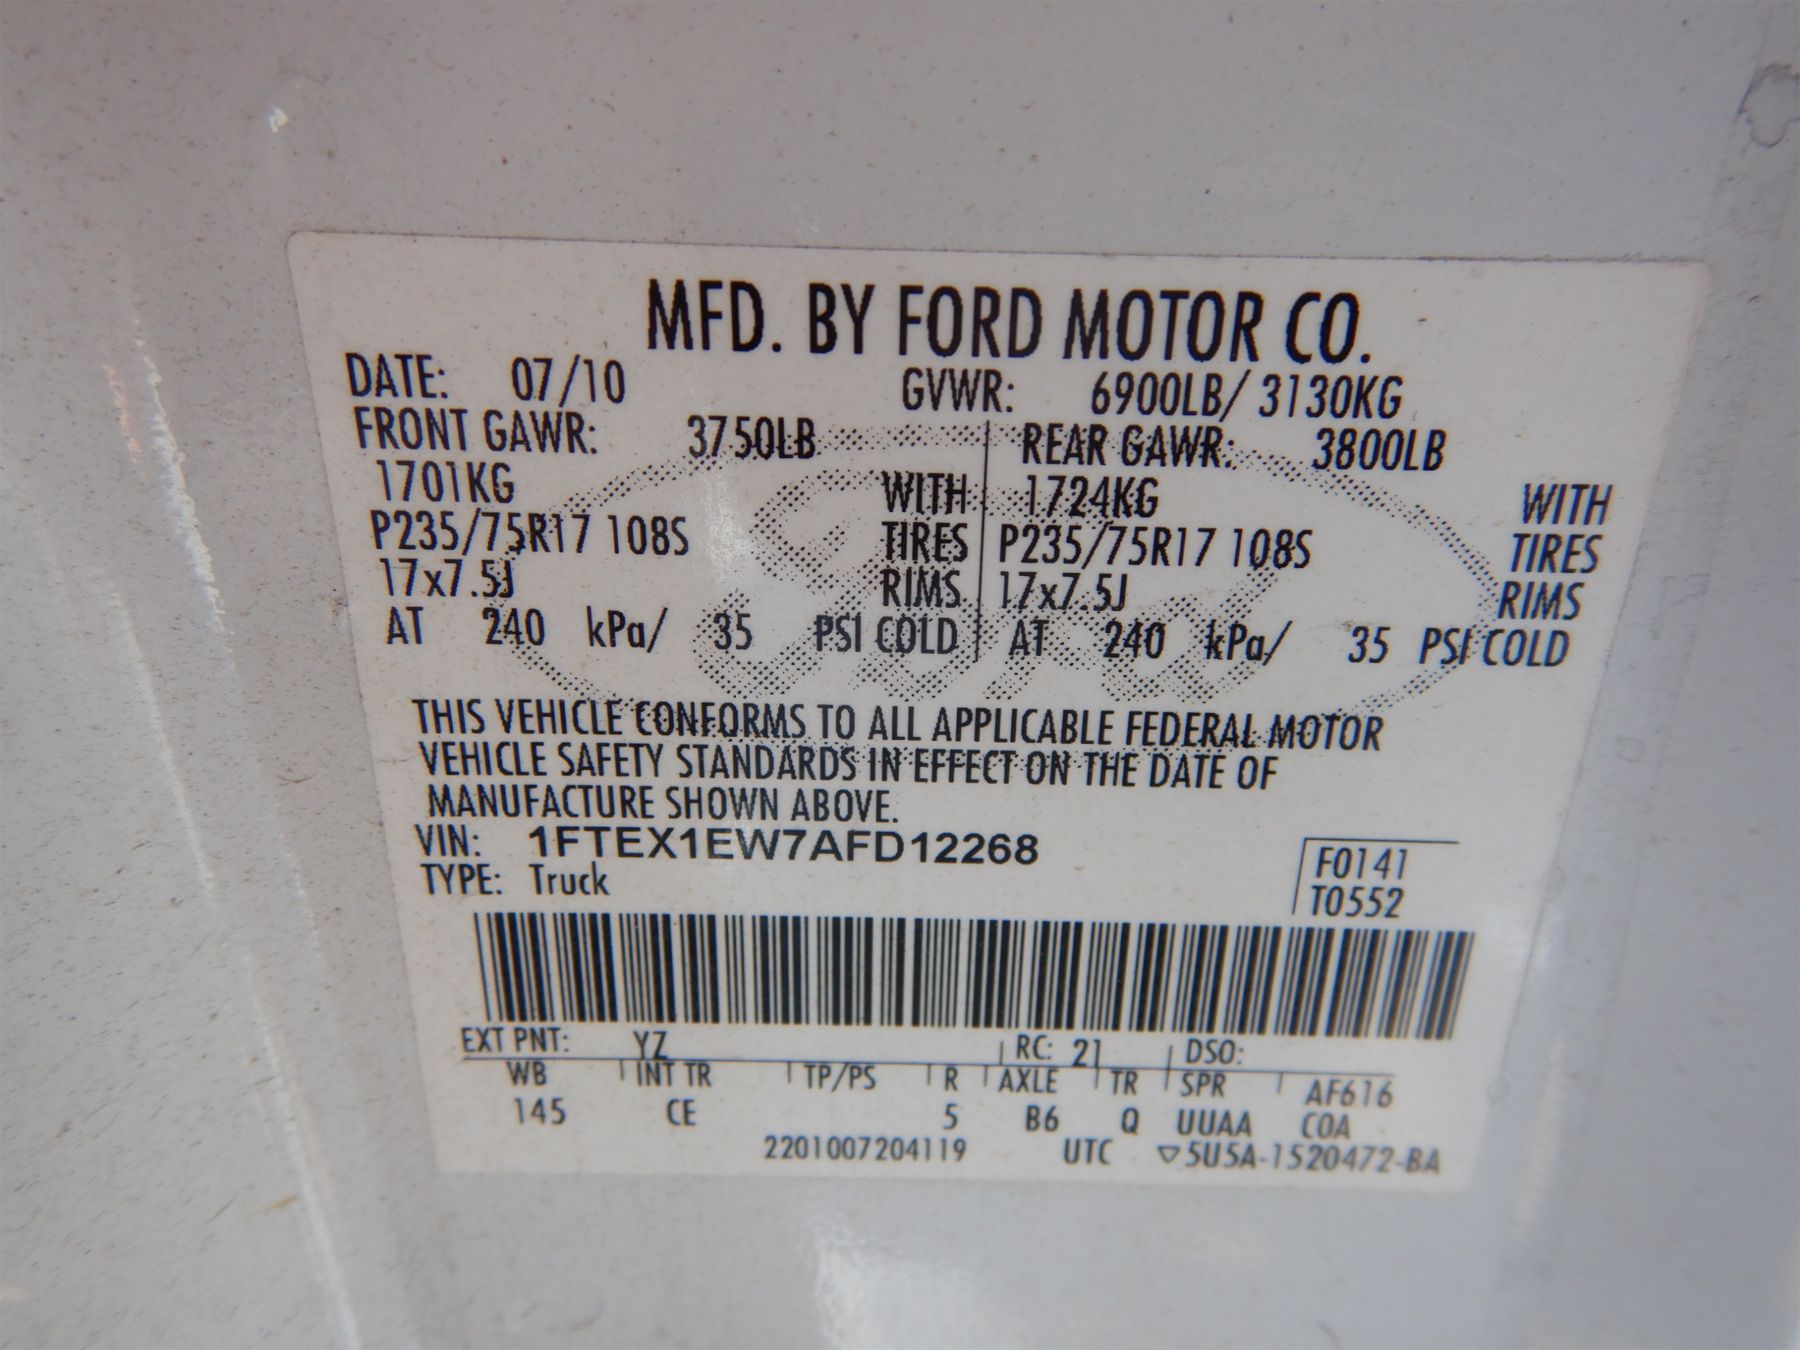 MFD. BY FORD MOTOR CO.
DATE: 07/10 GVWR: 6900LB/ 3130KG
FRONT GAWR: 3750LB REAR GAWR: 3800LB
1701KG WITH 1724KG WITH
P235/75R17 108S TIRES P235/75R17 108S TIRES
17x7.5J RIMS 17x7.5J RIMS
AT 240 kPa/ 35 PSI COLD AT 240 kPa/ 35 PSI COLD
THIS VEHICLE CONFORMS TO ALL APPLICABLE FEDERAL MOTOR
VEHICLE SAFETY STANDARDS IN EFFECT ON THE DATE OF
MANUFACTURE SHOWN ABOVE.
VIN: 1FTEX1EW7AFD12268
TYPE: Truck
F0141
T0552
EXT PNT: YZ RC: 21 DSO:
WB INT TR TP/PS R AXLE TR SPR AF616
145 CE 5 B6 Q UUAA COA
2201007204119 UTC ▽5U5A-1520472-BA